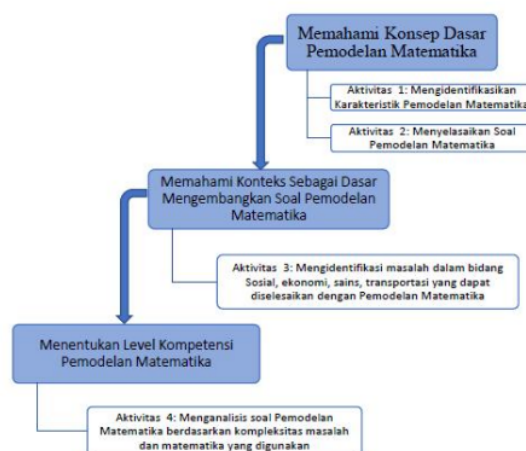 Memahami Konsep Dasar
Pemodelan Matematika
Aktivitas 1: Mengidentifikasikan
Karakteristik Pemodelan Matematika
Aktivitas 2: Menyelasaikan Soal
Pemodelan Matematika
Memahami Konteks Sebagai Dasar
Mengembangkan Soal Pemodelan
Matematika
Aktivitas 3: Mengidentifikasi masalah dalam bidang
Sosial, ekonomi, sains, transportasi yang dapat
diselesaikan dengan Pemodelan Matematika
Menentukan Level Kompetensi
Pemodelan Matematika
Aktivitas 4: Menganalisis soal Pemodelan
Matematika berdasarkan kompleksitas masalah
dan matematika yang digunakan